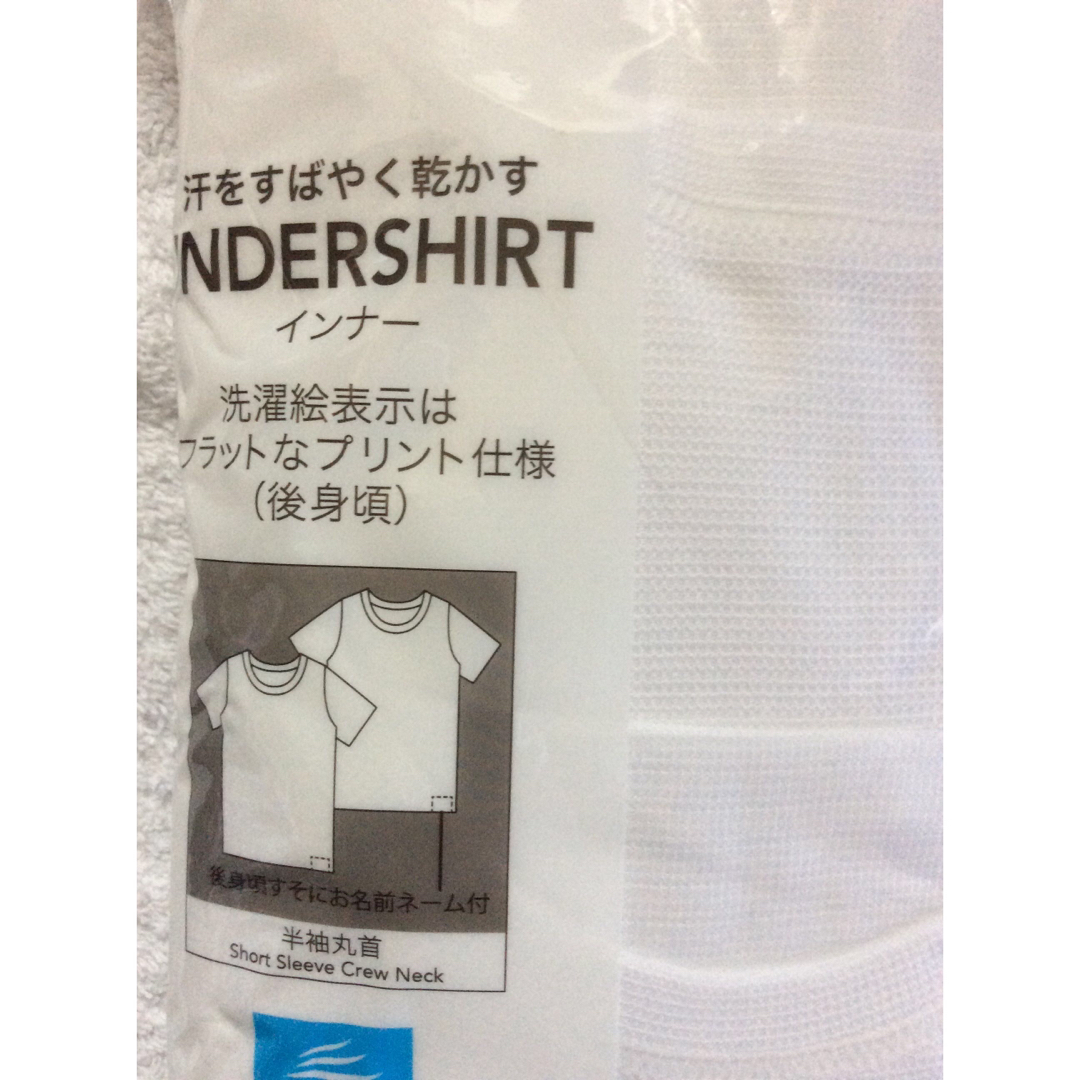 汗をすばやく乾かす
UNDERSHIRT
インナー
洗濯絵表示は
フラットなプリント仕様
(後身頃)
後身頃すそにお名前ネーム付
半袖丸首
Short Sleeve Crew Neck